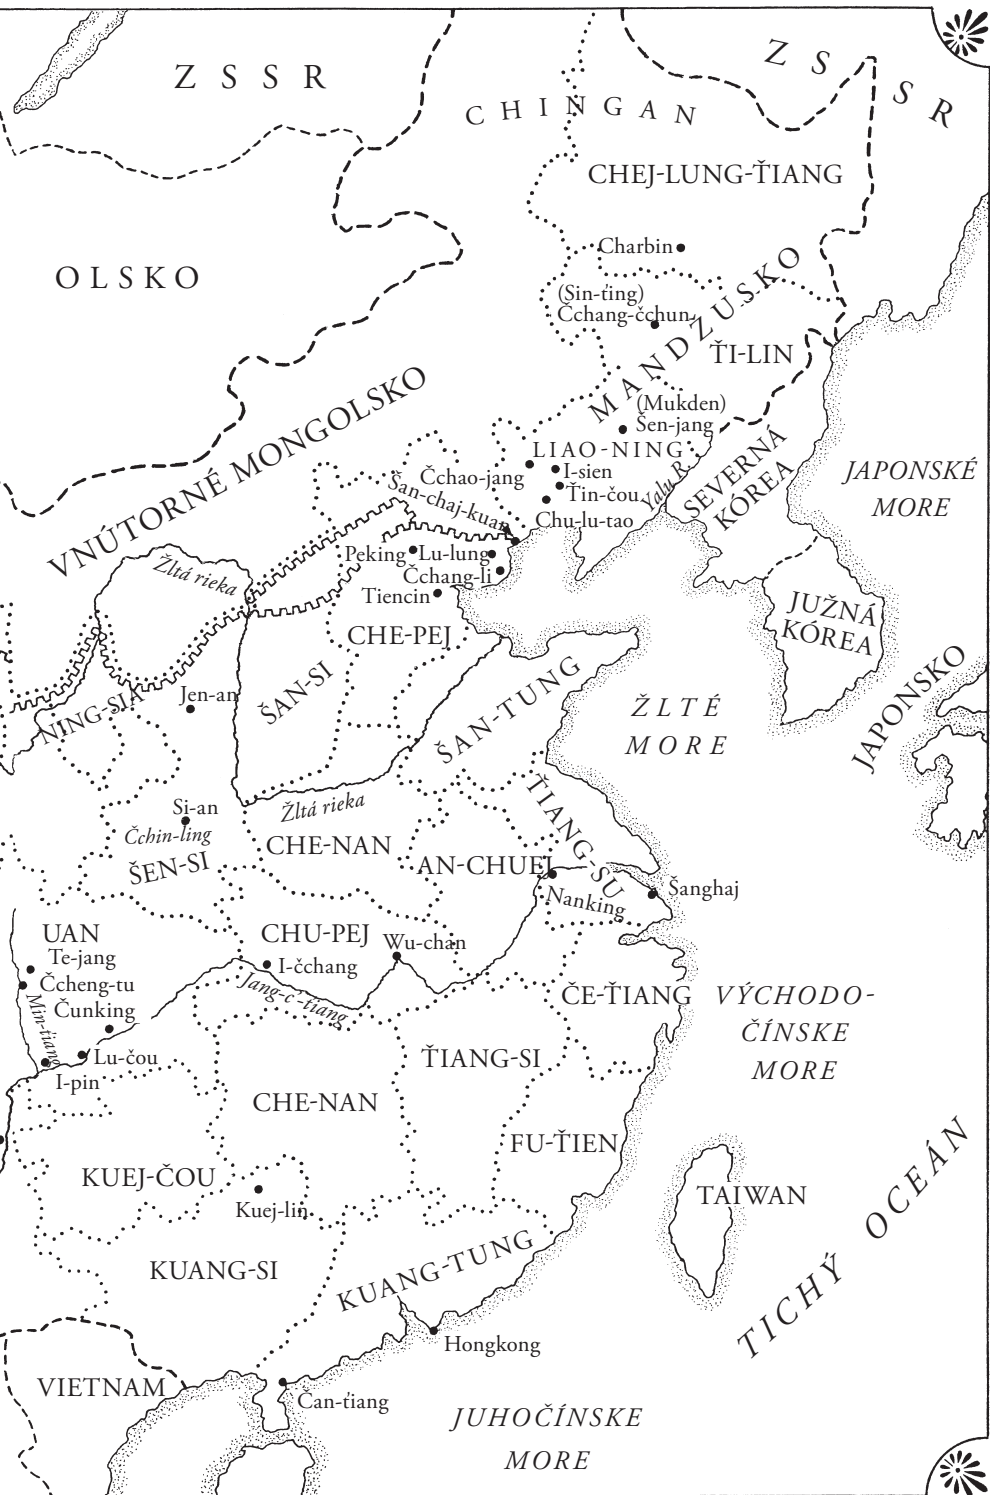 ZSSR
ZSSR
CHINGAN
CHEJ-LUNG-ŤIANG
Charbin
OLSKO
(Sin-ťing)
Čchang-čchun
MANDŽUSKO
ŤI-LIN
(Mukden)
Šen-jang
VNÚTORNÉ MONGOLSKO
LIAO-NING
Čchao-jang
I-sien
Ťin-čou
Chu-lu-tao
Yalu R.
SEVERNÁ
KÓREA
JAPONSKÉ
MORE
Šan-chaj-kuan
Peking
Lu-lung
Čchang-li
Tiencin
Žltá rieka
CHE-PEJ
JUŽNÁ
KÓREA
NING-SIA
Jen-an
ŠAN-SI
ŠAN-TUNG
ŽLTÉ
MORE
JAPONSKO
Si-an
Čchin-ling
ŠEN-SI
Žltá rieka
CHE-NAN
AN-CHUEJ
ŤIANG-SU
Nanking
Šanghaj
UAN
Te-jang
Čcheng-tu
Čunking
Min-ťiang
Lu-čou
I-pin
CHU-PEJ
I-čchang
Wu-chan
Jang-c’-ťiang
ČE-ŤIANG
VÝCHODO-
ČÍNSKE
MORE
ŤIANG-SI
CHE-NAN
FU-ŤIEN
KUEJ-ČOU
Kuej-lin
TAIWAN
TICHÝ OCEÁN
KUANG-SI
KUANG-TUNG
Hongkong
VIETNAM
Čan-ťiang
JUHOČÍNSKE
MORE